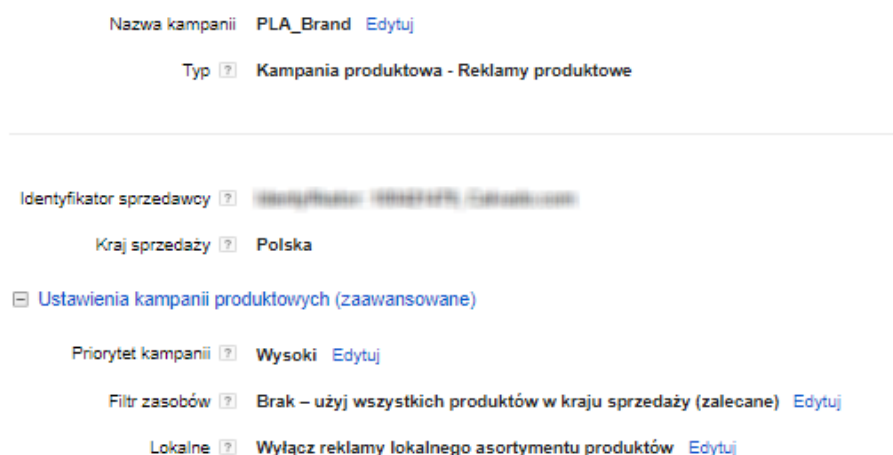 Nazwa kampanii PLA_Brand Edytuj
Typ ? Kampania produktowa - Reklamy produktowe
Identyfikator sprzedawcy ?
Kraj sprzedaży ? Polska
Ustawienia kampanii produktowych (zaawansowane)
Priorytet kampanii ? Wysoki Edytuj
Filtr zasobów ? Brak – użyj wszystkich produktów w kraju sprzedaży (zalecane) Edytuj
Lokalne ? Wyłącz reklamy lokalnego asortymentu produktów Edytuj